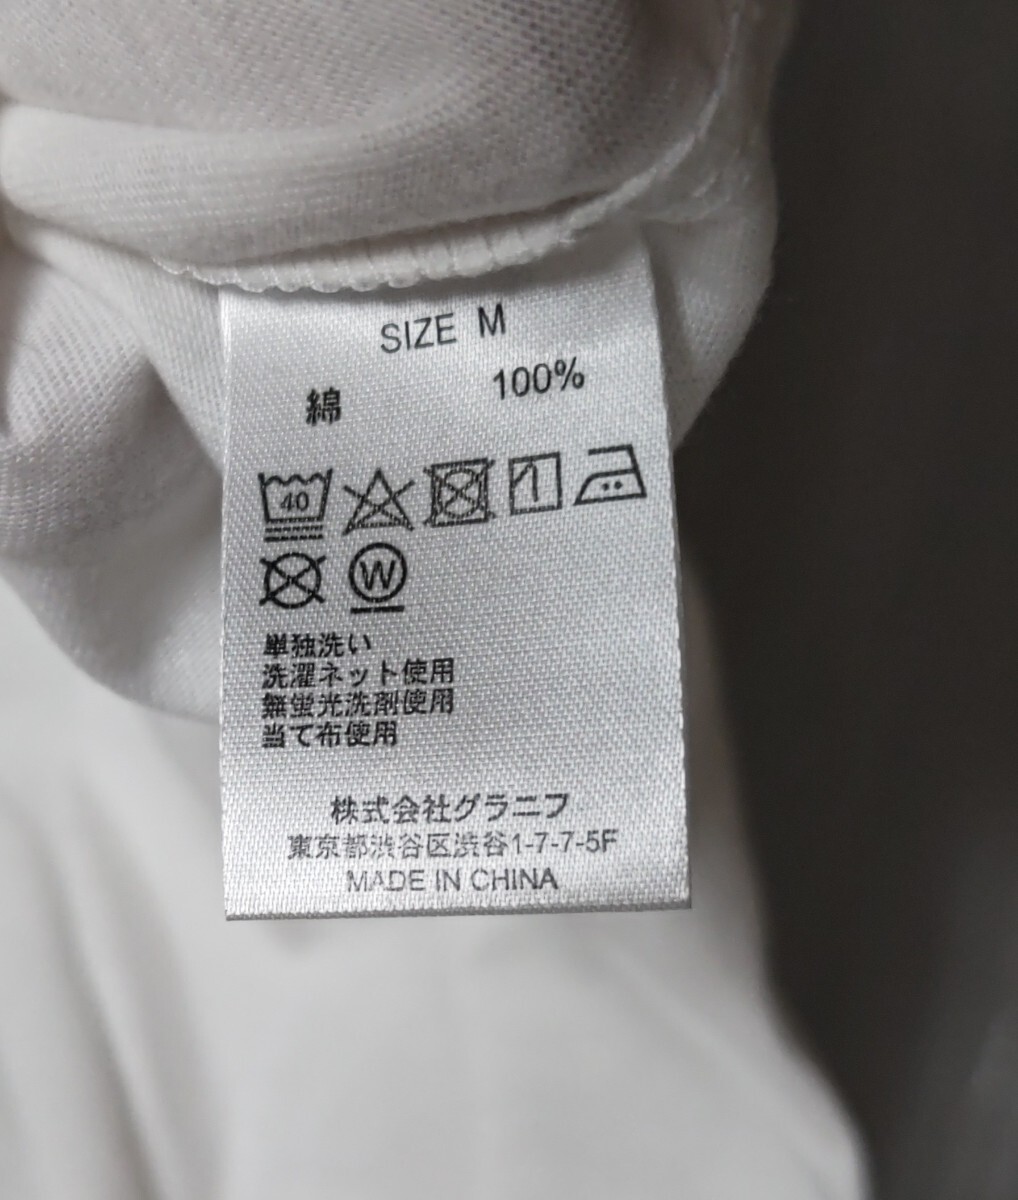 SIZE M
綿 100%
40
W
単独洗い
洗濯ネット使用
無蛍光洗剤使用
当て布使用
株式会社グラニフ
東京都渋谷区渋谷1-7-7-5F
MADE IN CHINA